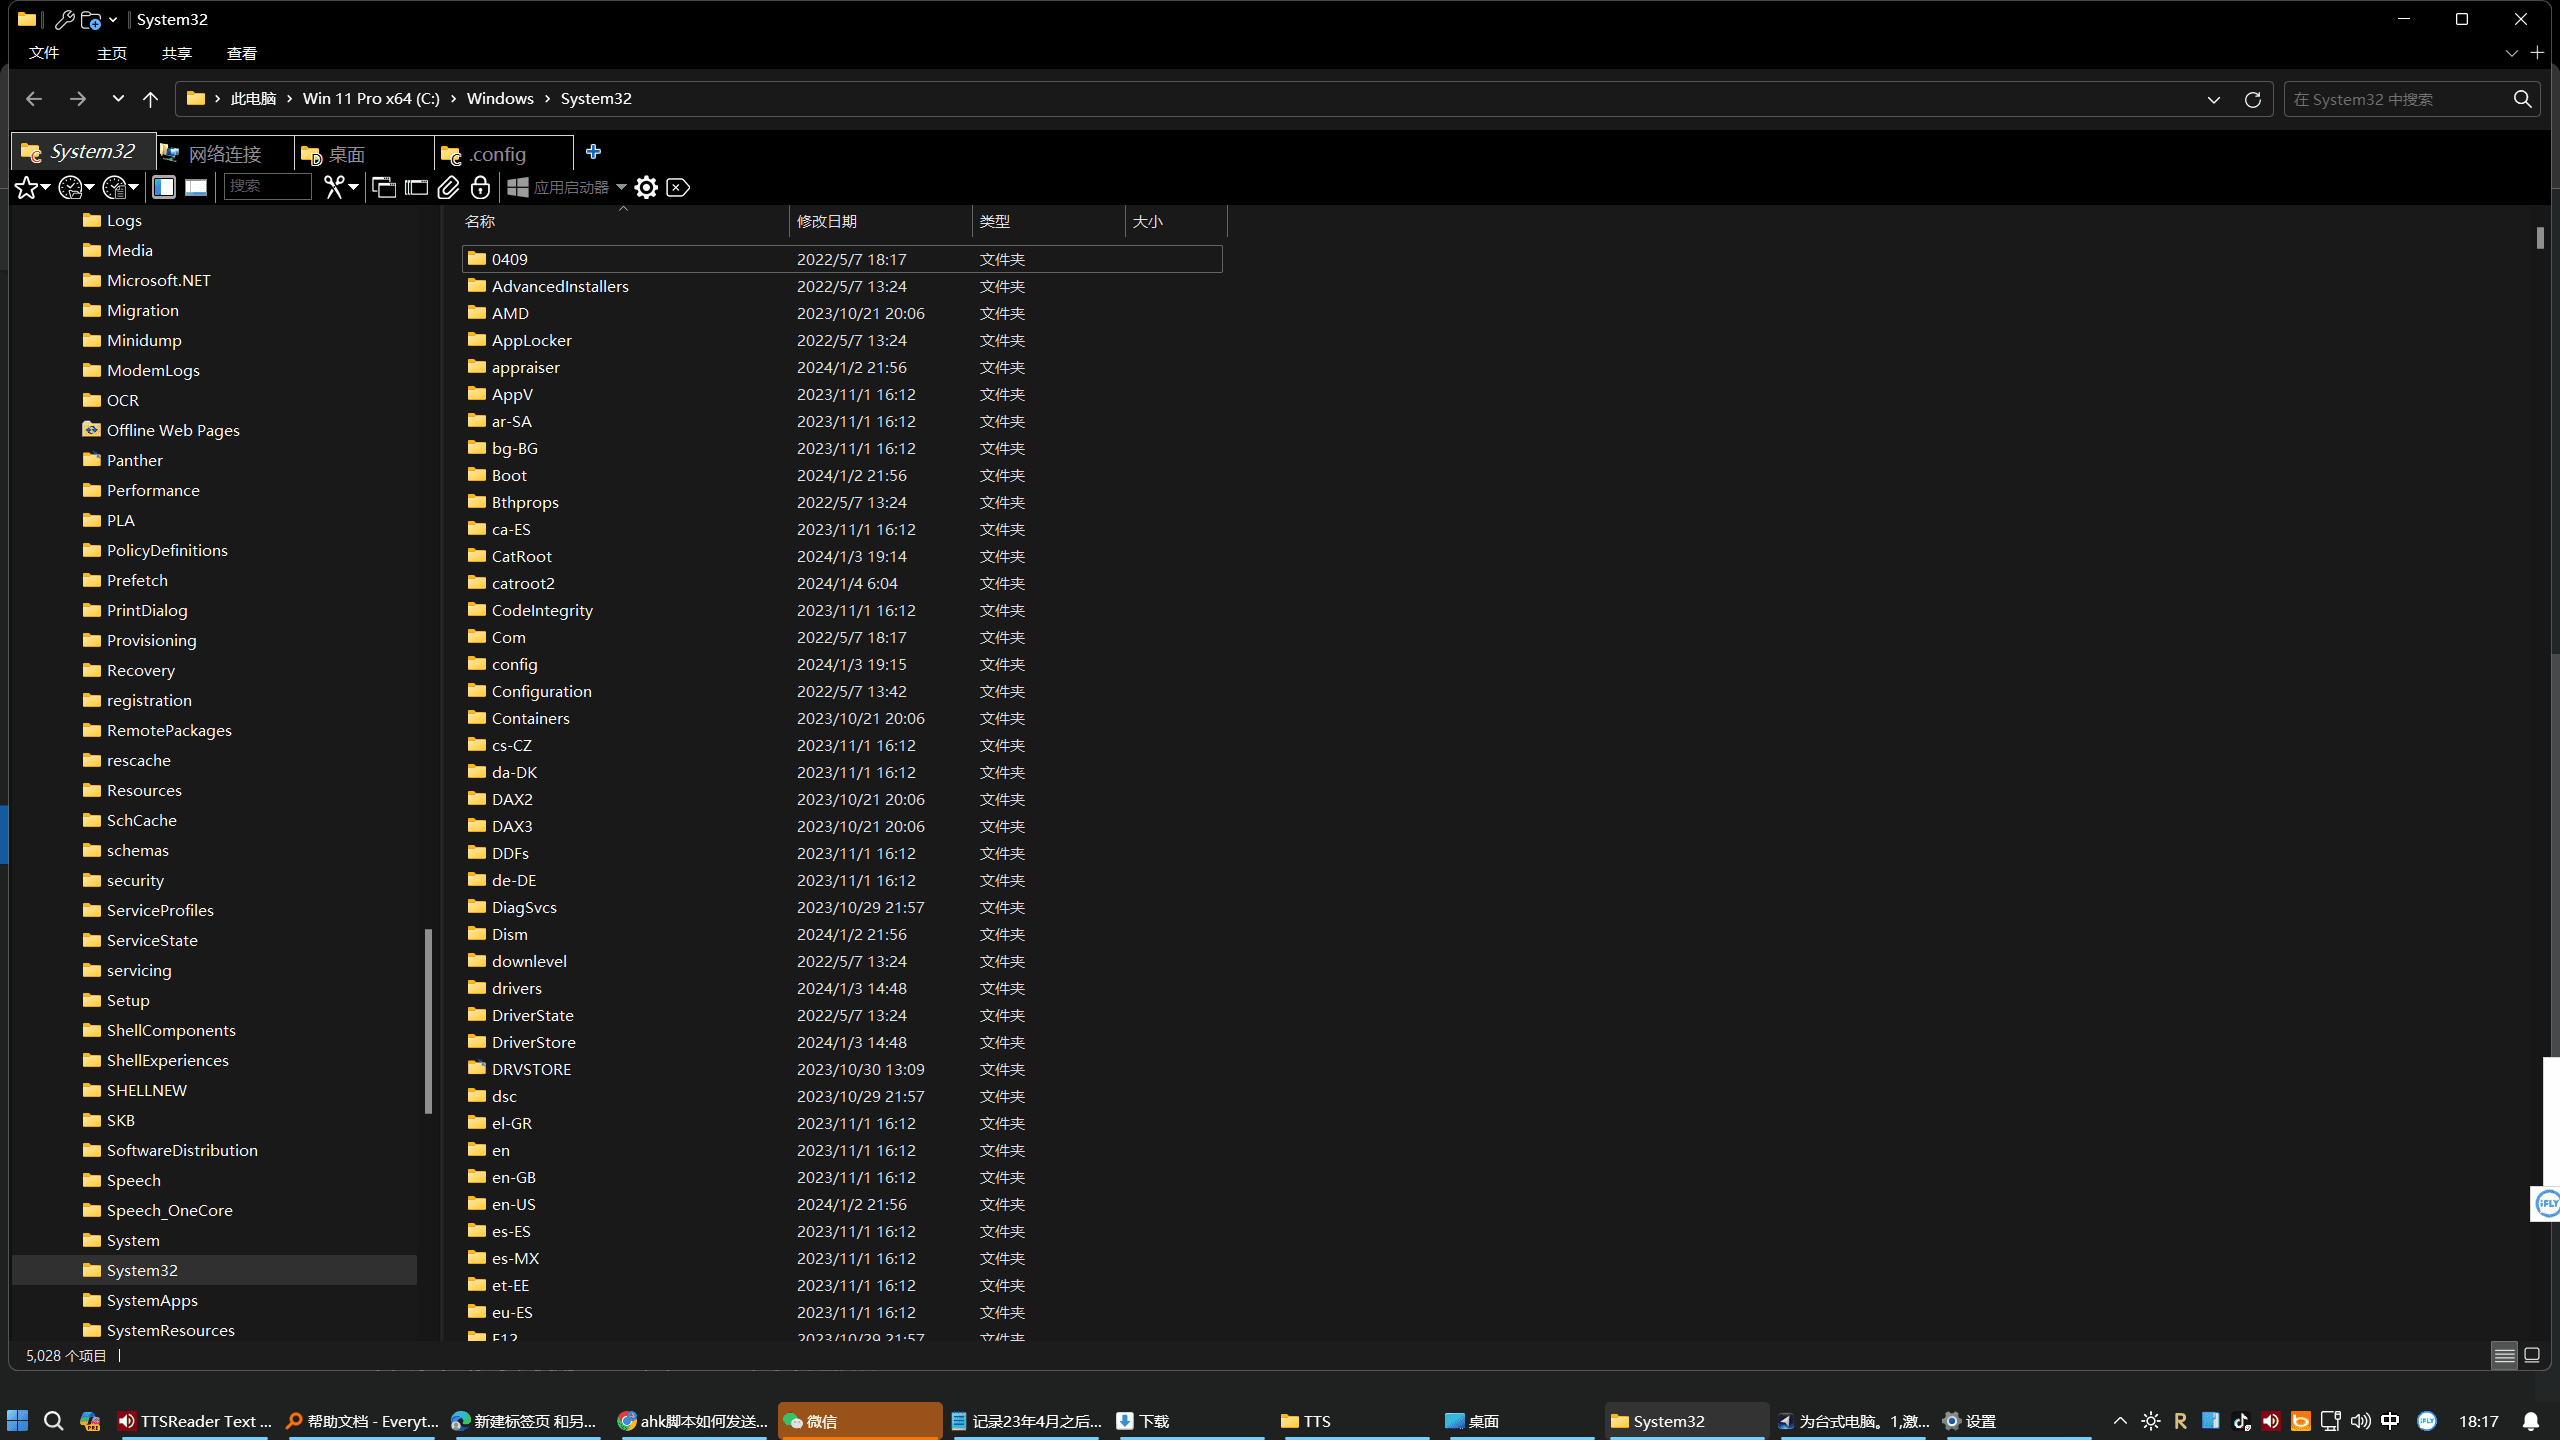 System32
文件 主页 共享 查看
此电脑 › Win 11 Pro x64 (C:) › Windows › System32 在 System32 中搜索
System32 网络连接 桌面 .config
搜索 应用启动器
Logs
Media
Microsoft.NET
Migration
Minidump
ModemLogs
OCR
Offline Web Pages
Panther
Performance
PLA
PolicyDefinitions
Prefetch
PrintDialog
Provisioning
Recovery
registration
RemotePackages
rescache
Resources
SchCache
schemas
security
ServiceProfiles
ServiceState
servicing
Setup
ShellComponents
ShellExperiences
SHELLNEW
SKB
SoftwareDistribution
Speech
Speech_OneCore
System
System32
SystemApps
SystemResources
名称 修改日期 类型 大小
0409 2022/5/7 18:17 文件夹
AdvancedInstallers 2022/5/7 13:24 文件夹
AMD 2023/10/21 20:06 文件夹
AppLocker 2022/5/7 13:24 文件夹
appraiser 2024/1/2 21:56 文件夹
AppV 2023/11/1 16:12 文件夹
ar-SA 2023/11/1 16:12 文件夹
bg-BG 2023/11/1 16:12 文件夹
Boot 2024/1/2 21:56 文件夹
Bthprops 2022/5/7 13:24 文件夹
ca-ES 2023/11/1 16:12 文件夹
CatRoot 2024/1/3 19:14 文件夹
catroot2 2024/1/4 6:04 文件夹
CodeIntegrity 2023/11/1 16:12 文件夹
Com 2022/5/7 18:17 文件夹
config 2024/1/3 19:15 文件夹
Configuration 2022/5/7 13:42 文件夹
Containers 2023/10/21 20:06 文件夹
cs-CZ 2023/11/1 16:12 文件夹
da-DK 2023/11/1 16:12 文件夹
DAX2 2023/10/21 20:06 文件夹
DAX3 2023/10/21 20:06 文件夹
DDFs 2023/11/1 16:12 文件夹
de-DE 2023/11/1 16:12 文件夹
DiagSvcs 2023/10/29 21:57 文件夹
Dism 2024/1/2 21:56 文件夹
downlevel 2022/5/7 13:24 文件夹
drivers 2024/1/3 14:48 文件夹
DriverState 2022/5/7 13:24 文件夹
DriverStore 2024/1/3 14:48 文件夹
DRVSTORE 2023/10/30 13:09 文件夹
dsc 2023/10/29 21:57 文件夹
el-GR 2023/11/1 16:12 文件夹
en 2023/11/1 16:12 文件夹
en-GB 2023/11/1 16:12 文件夹
en-US 2024/1/2 21:56 文件夹
es-ES 2023/11/1 16:12 文件夹
es-MX 2023/11/1 16:12 文件夹
et-EE 2023/11/1 16:12 文件夹
eu-ES 2023/11/1 16:12 文件夹
F12 2023/10/29 21:57 文件夹
iFLY
5,028 个项目
TTSReader Text ... 帮助文档 - Everyt... 新建标签页 和另... ahk脚本如何发送... 微信 记录23年4月之后... 下载 TTS 桌面 System32 为台式电脑。1,激... 设置 R 中 iFLY 18:17